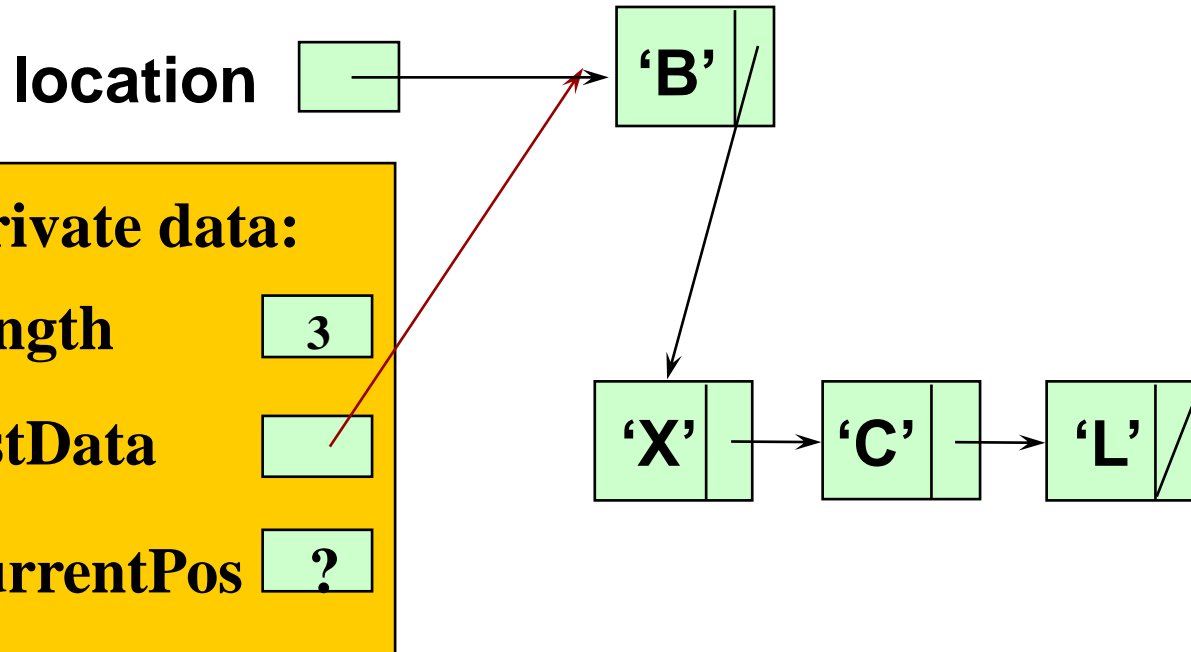 location
‘B’
rivate data:
ngth 3
‘X’ ‘C’ ‘L’
stData
urrentPos ?